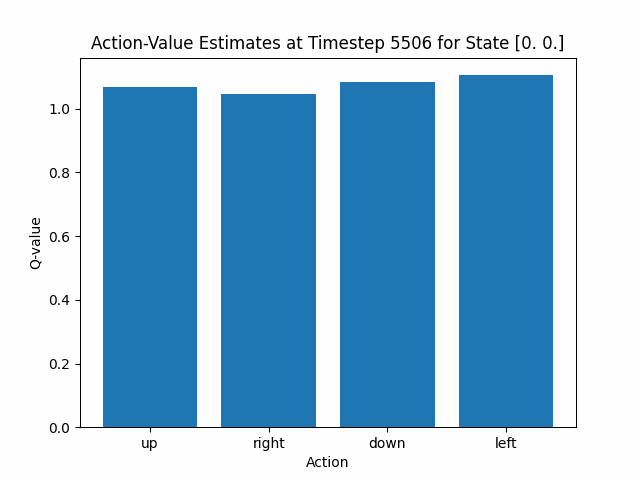 Action-Value Estimates at Timestep 5506 for State [0. 0.]
1.0
0.8
0.6
0.4
0.2
0.0
Q-value
up right down left
Action